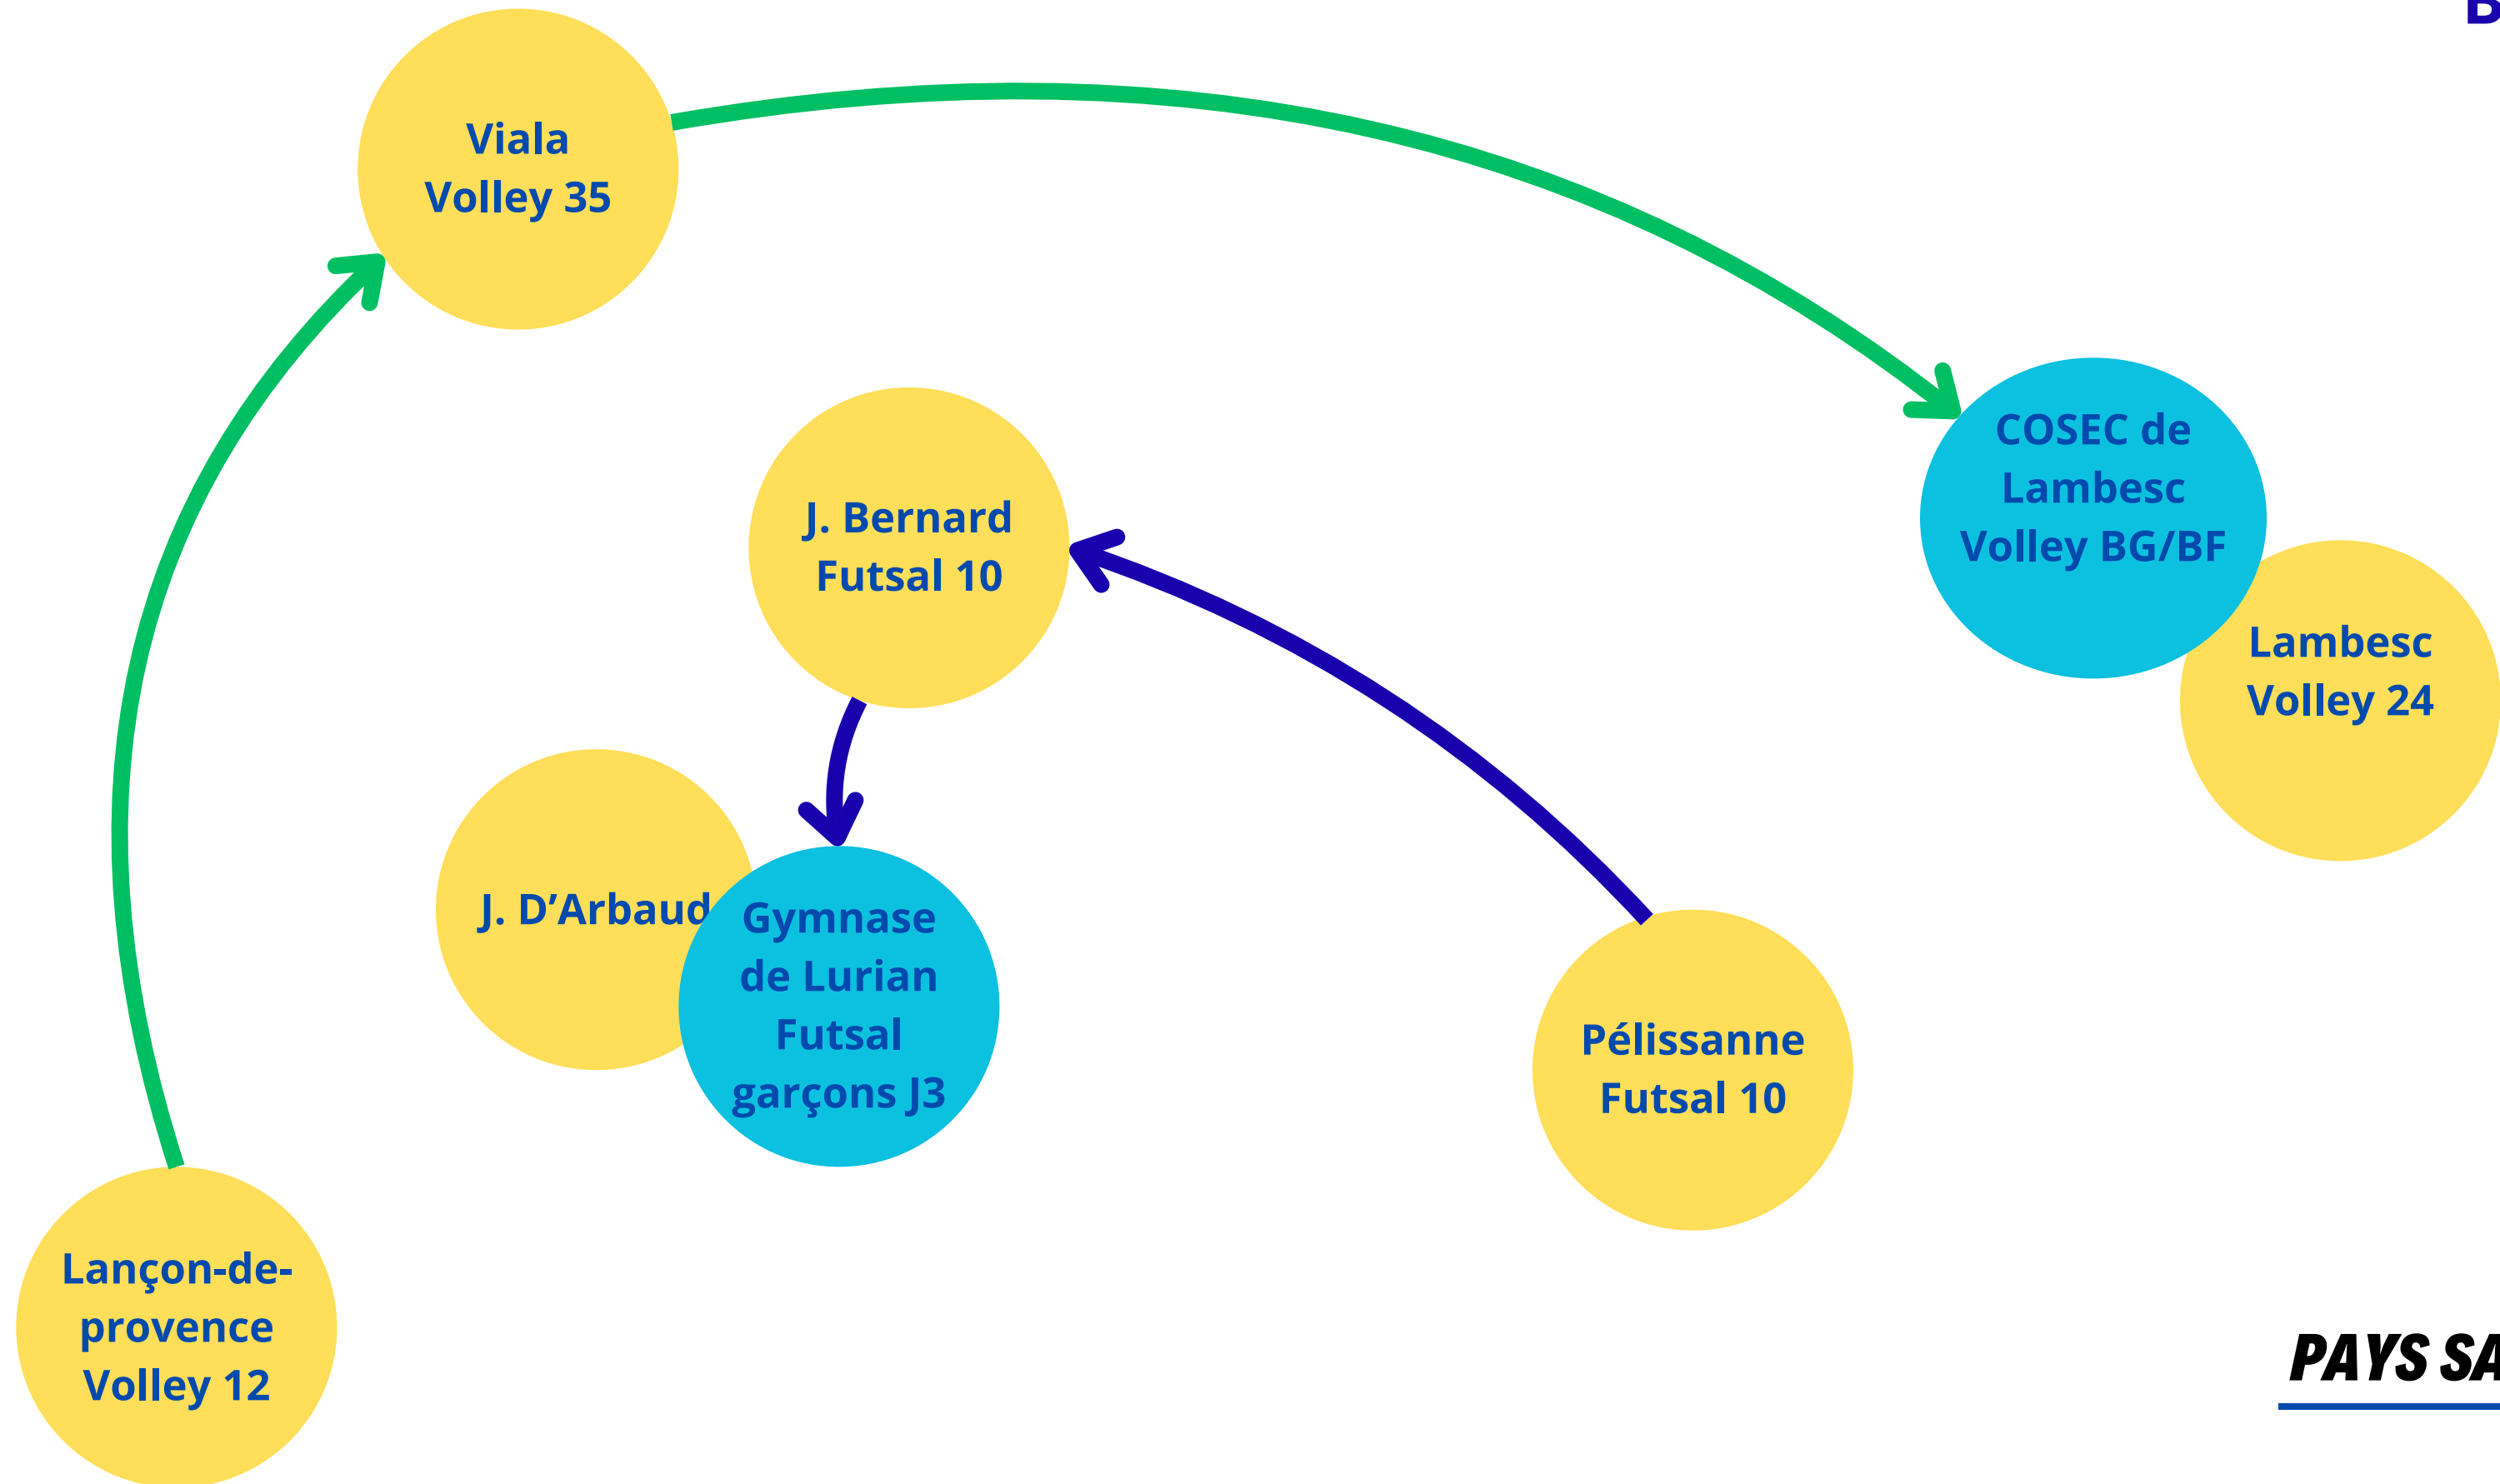 Viala
Volley 35
COSEC de
Lambesc
Volley BG/BF
J. Bernard
Futsal 10
Lambesc
Volley 24
J. D’Arbaud
Gymnase
de Lurian
Futsal
garçons J3
Pélissanne
Futsal 10
Lançon-de-
provence
Volley 12
PAYS